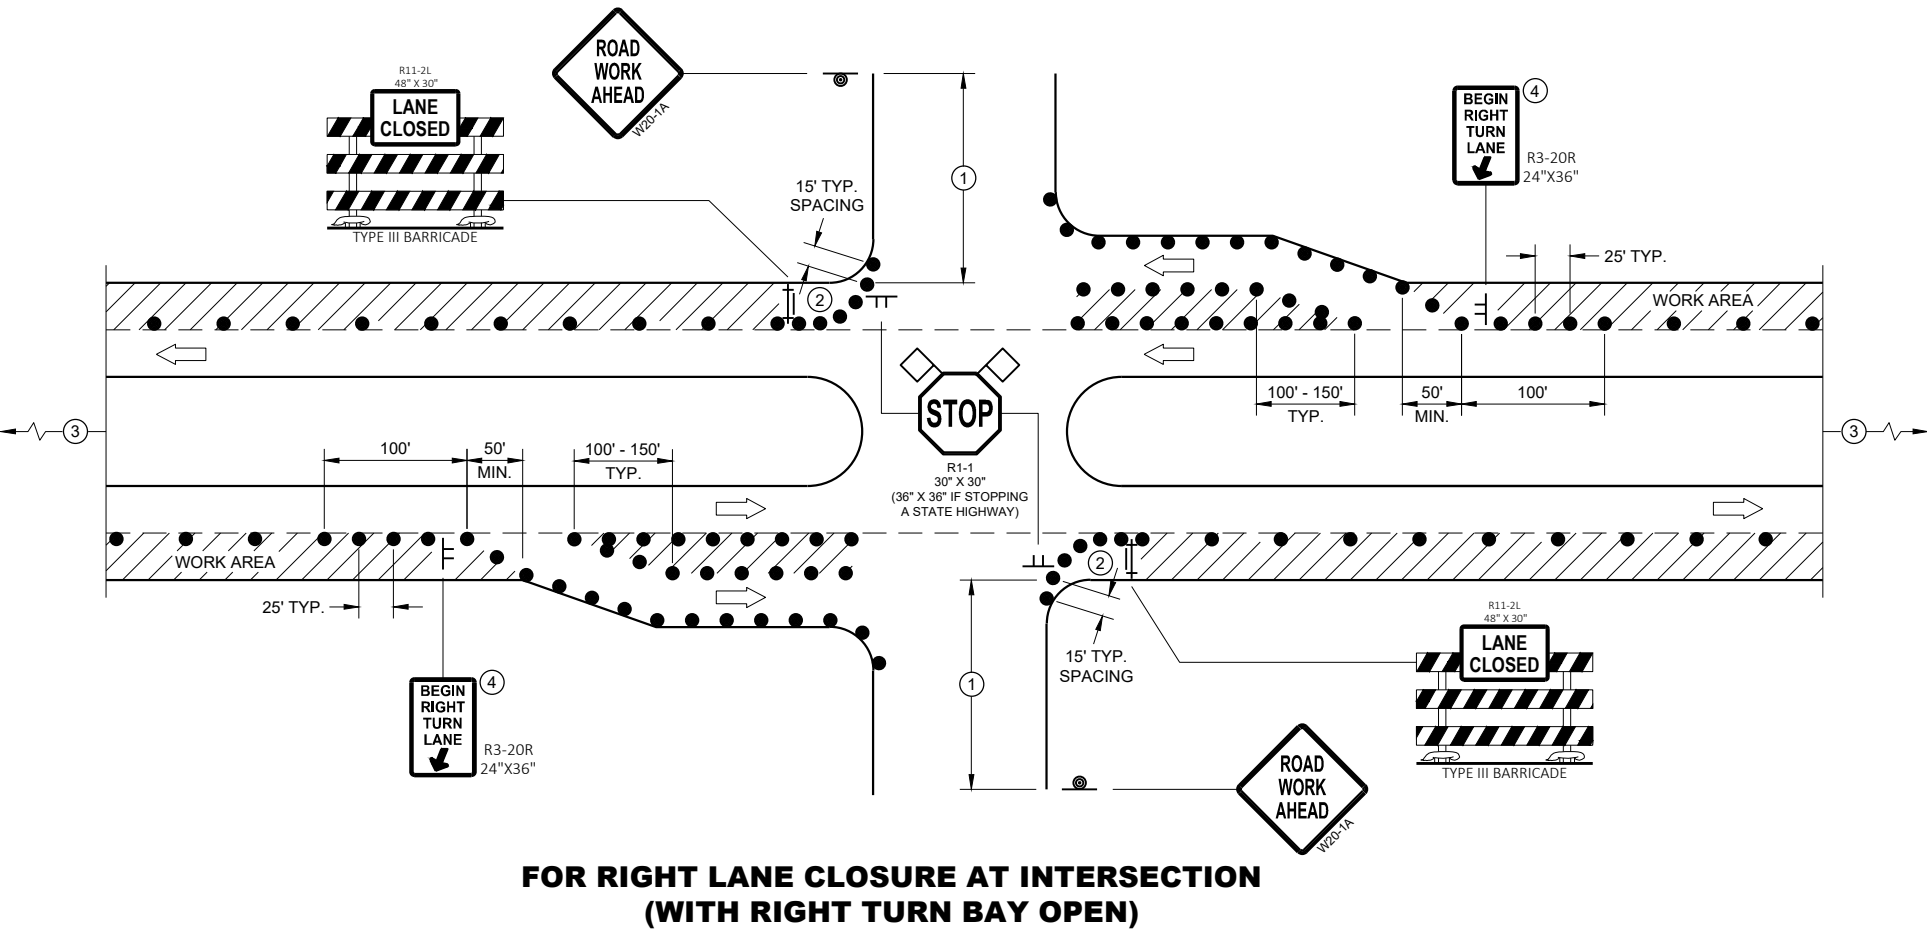 ROAD
WORK
AHEAD
W20-1A
R11-2L
48" X 30"
LANE
CLOSED
TYPE III BARRICADE
4
BEGIN
RIGHT
TURN
LANE
R3-20R
24"X36"
1
15' TYP.
SPACING
2
25' TYP.
WORK AREA
100' - 150'
TYP.
50'
MIN.
100'
STOP
R1-1
30" X 30"
(36" X 36" IF STOPPING
A STATE HIGHWAY)
3
3
100'
50'
MIN.
100' - 150'
TYP.
WORK AREA
25' TYP.
2
15' TYP.
SPACING
1
R11-2L
48" X 30"
LANE
CLOSED
TYPE III BARRICADE
4
BEGIN
RIGHT
TURN
LANE
R3-20R
24"X36"
ROAD
WORK
AHEAD
W20-1A
FOR RIGHT LANE CLOSURE AT INTERSECTION
(WITH RIGHT TURN BAY OPEN)